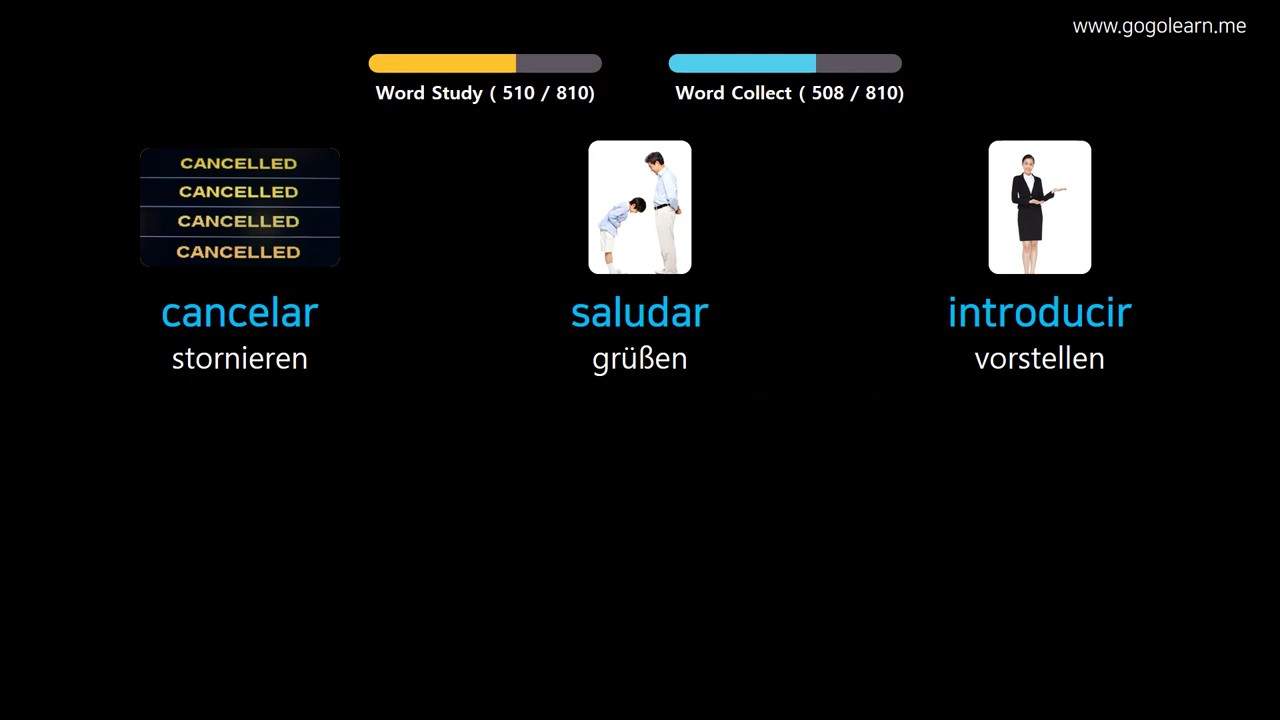 www.gogolearn.me
Word Study ( 510 / 810)
Word Collect ( 508 / 810)
CANCELLED
CANCELLED
CANCELLED
CANCELLED
cancelar
stornieren
saludar
grüßen
introducir
vorstellen